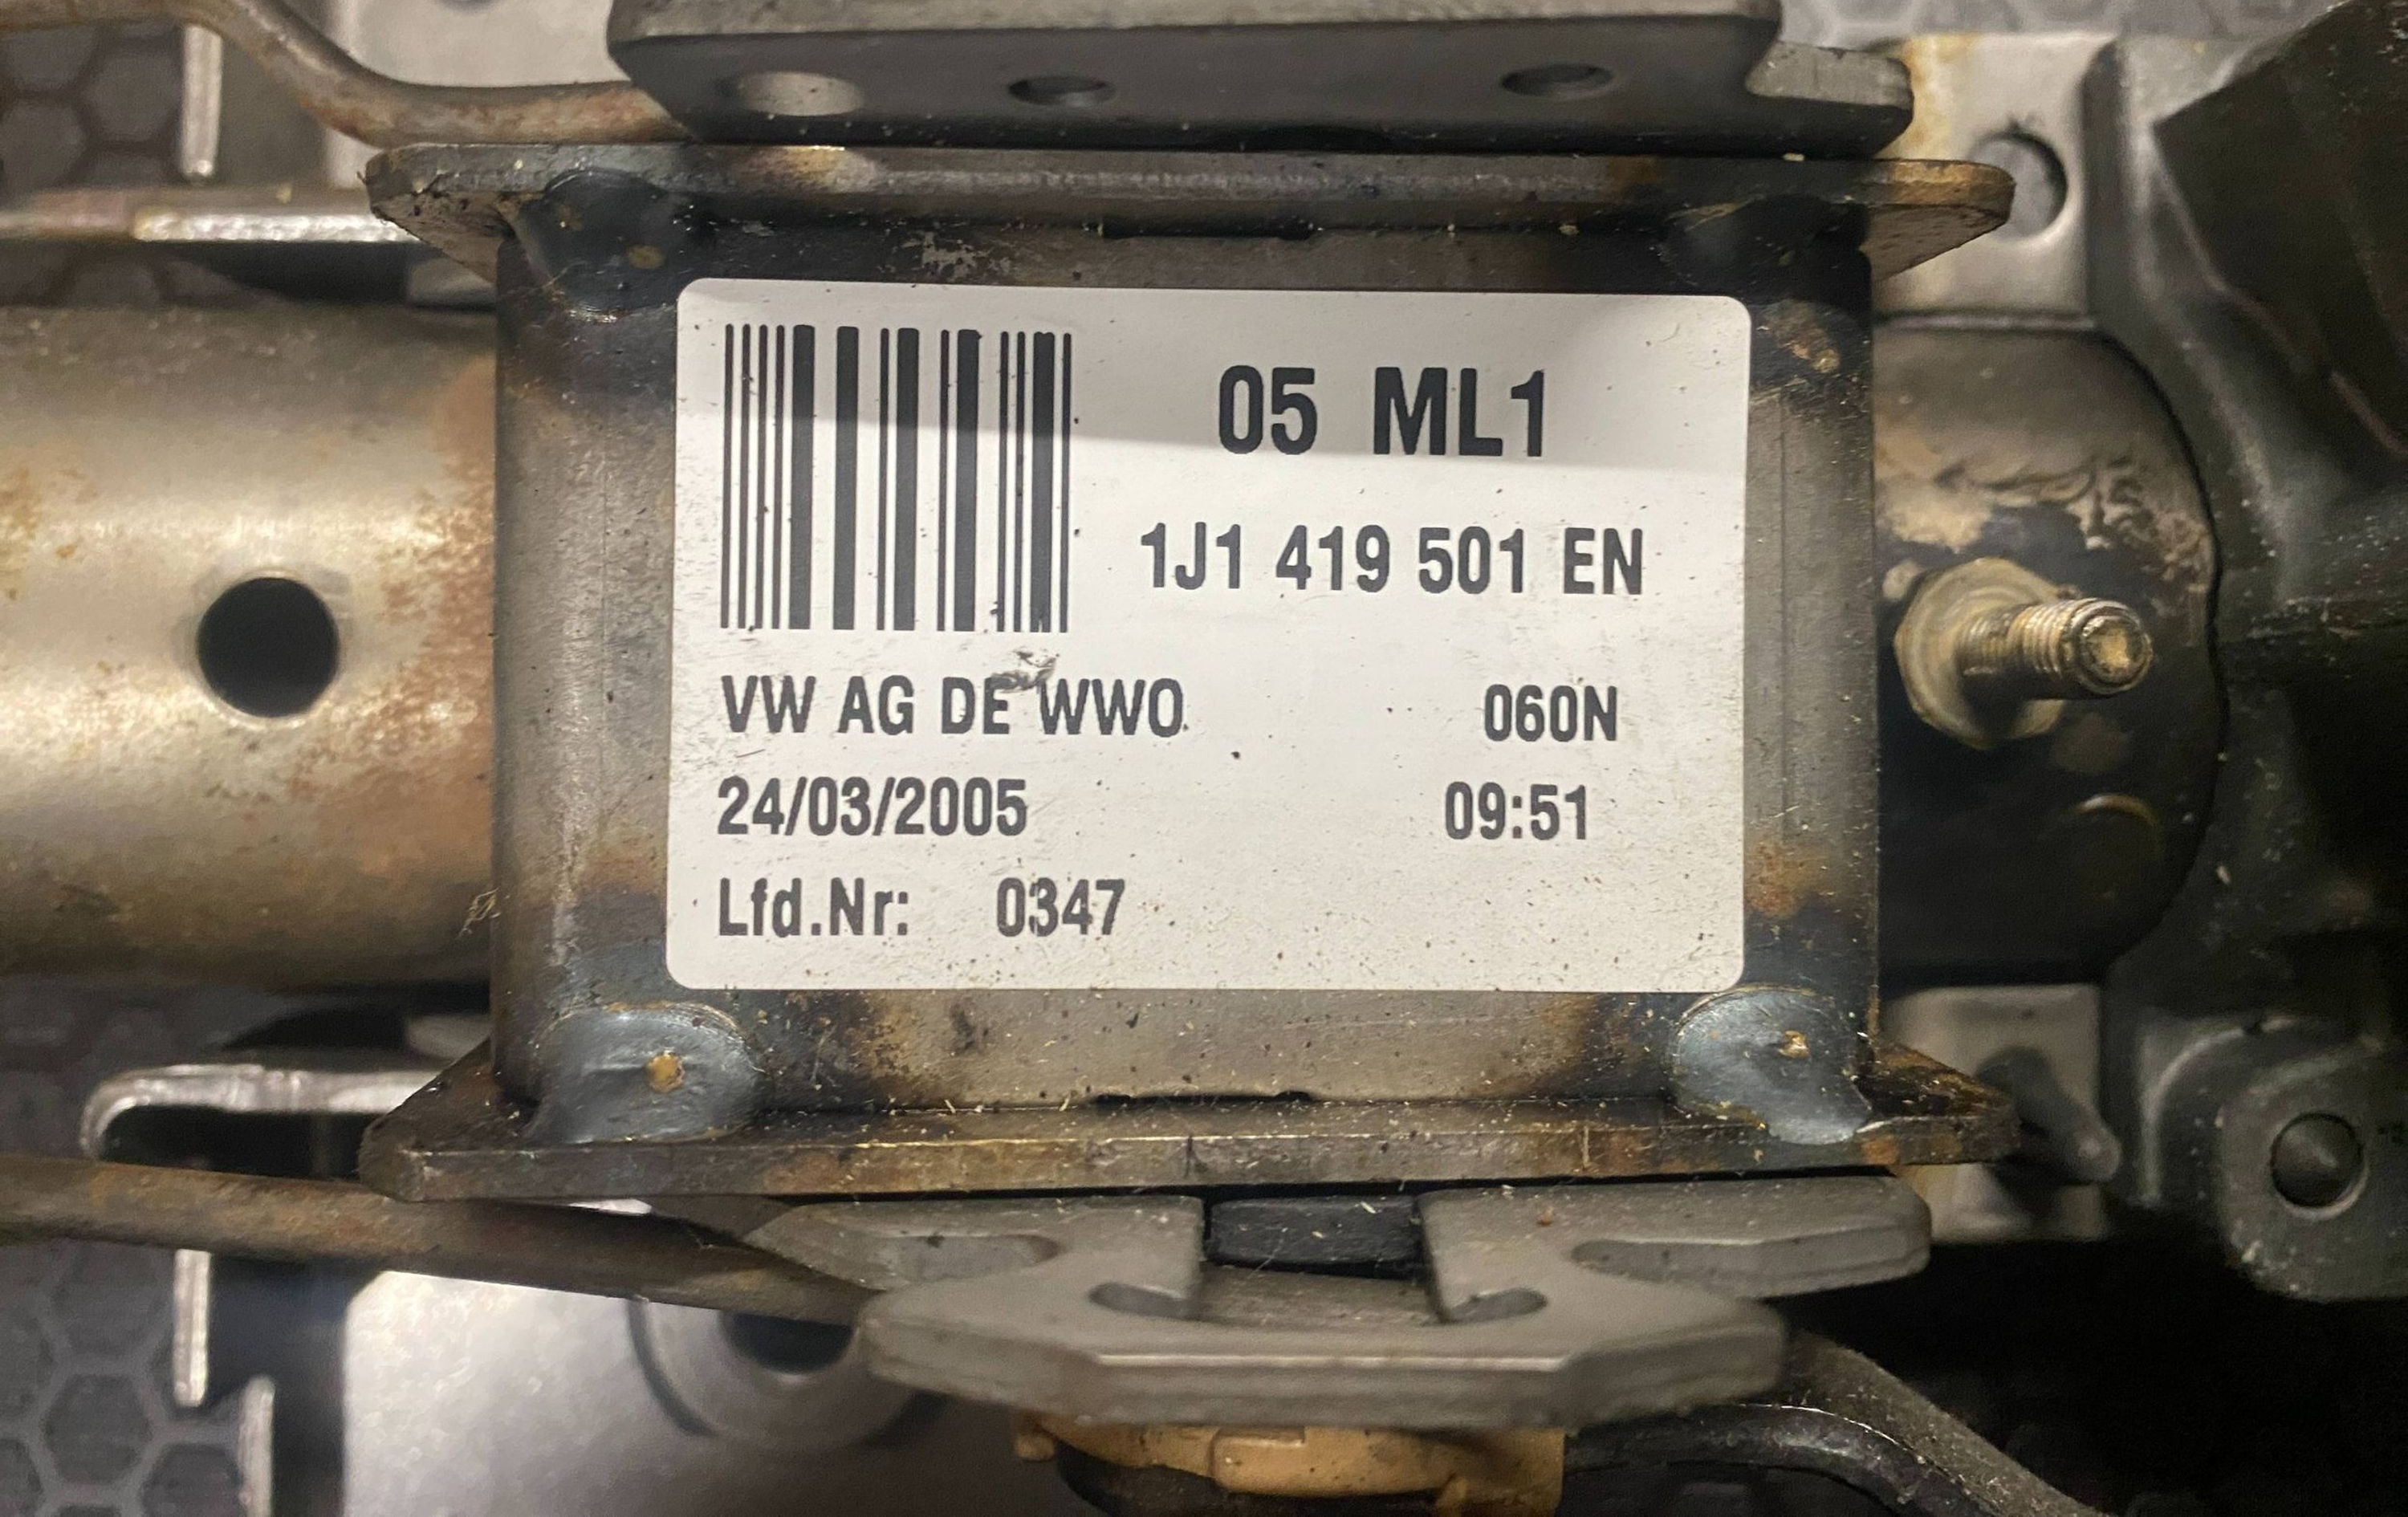 05 ML1
1J1 419 501 EN
VW AG DE WWO 060N
24/03/2005 09:51
Lfd.Nr: 0347